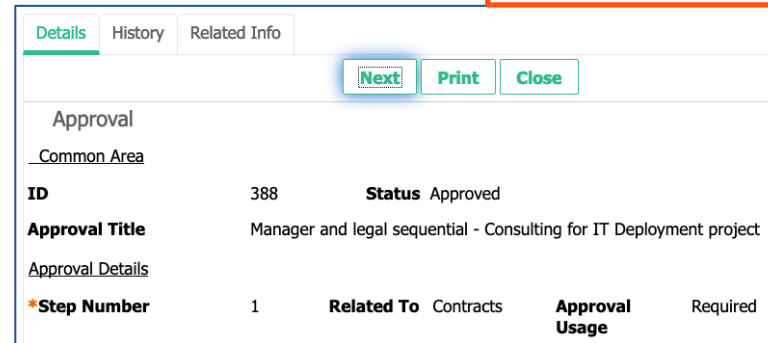 Details History Related Info
Next Print Close
Approval
Common Area
ID 388 Status Approved
Approval Title Manager and legal sequential - Consulting for IT Deployment project
Approval Details
*Step Number 1 Related To Contracts Approval Usage Required